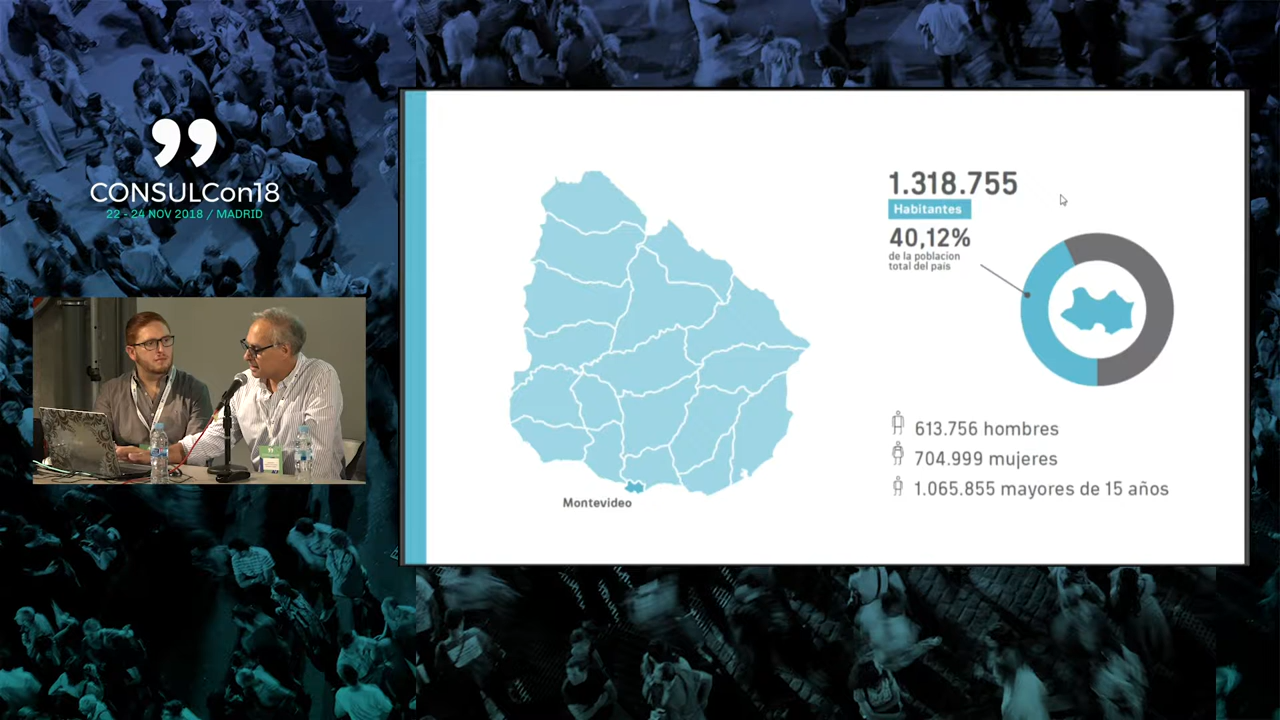 CONSULCon18
22 - 24 NOV 2018 / MADRID
1.318.755
Habitantes
40,12%
de la poblacion
total del país
613.756 hombres
704.999 mujeres
1.065.855 mayores de 15 años
Montevideo